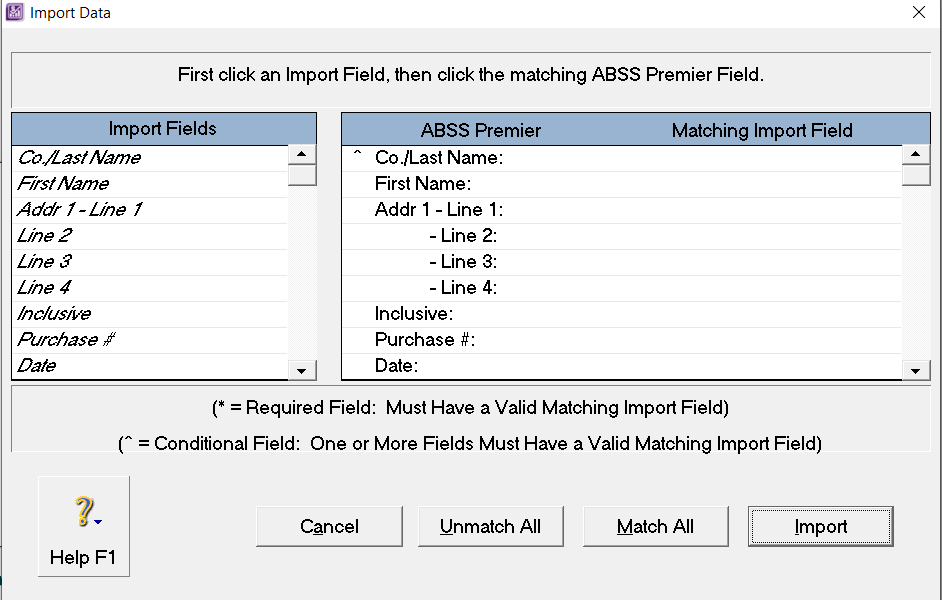 Import Data
First click an Import Field, then click the matching ABSS Premier Field.
Import Fields
Co./Last Name
First Name
Addr 1 - Line 1
Line 2
Line 3
Line 4
Inclusive
Purchase #
Date
ABSS Premier Matching Import Field
^ Co./Last Name:
First Name:
Addr 1 - Line 1:
- Line 2:
- Line 3:
- Line 4:
Inclusive:
Purchase #:
Date:
(* = Required Field:  Must Have a Valid Matching Import Field)
(^ = Conditional Field:  One or More Fields Must Have a Valid Matching Import Field)
Help F1
Cancel
Unmatch All
Match All
Import